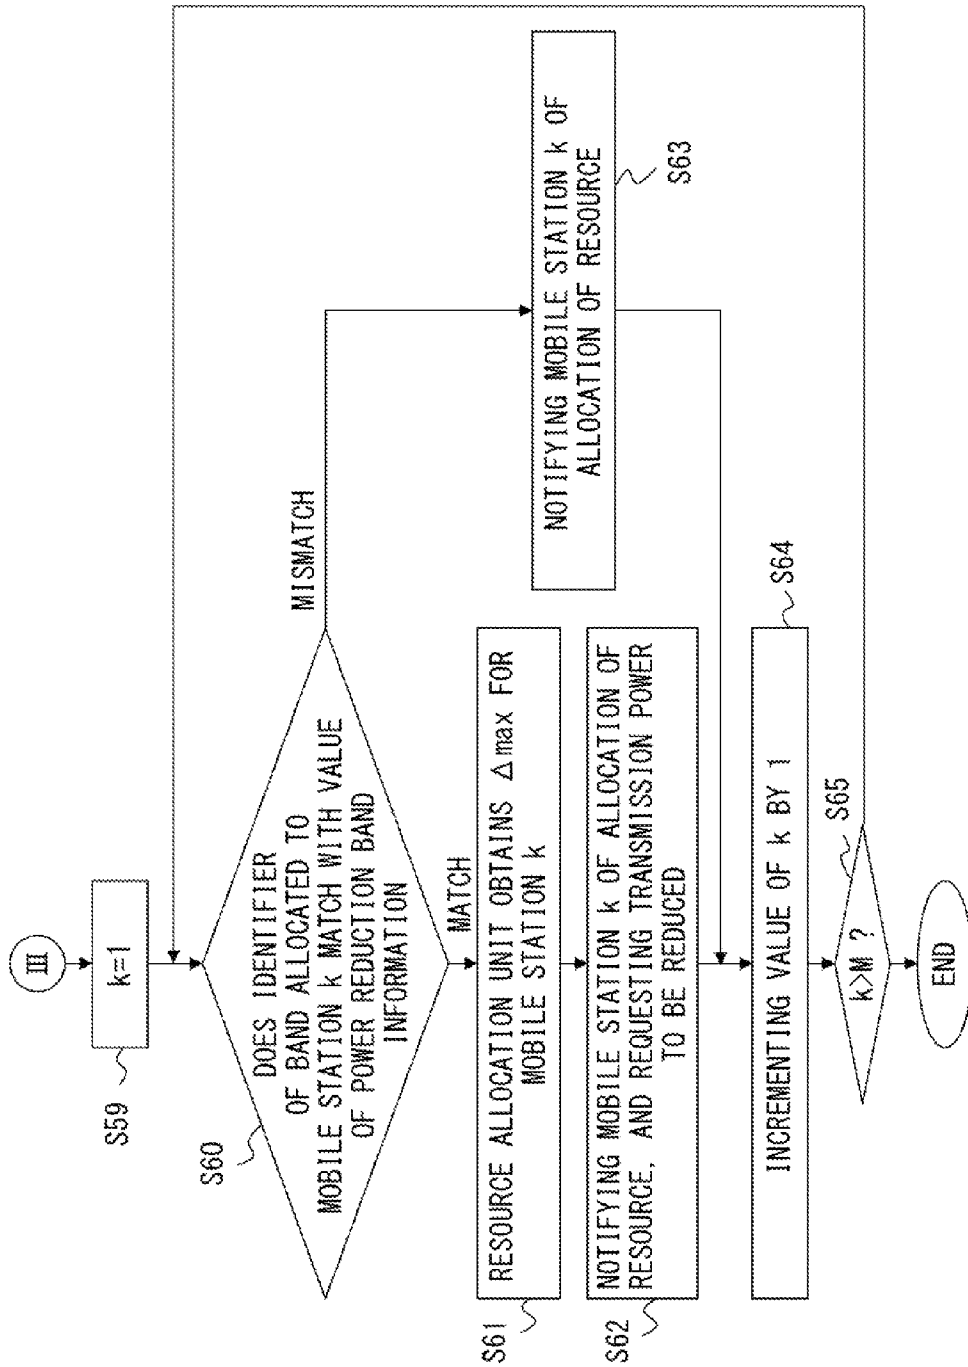 III
S59
k=1
S60
DOES IDENTIFIER
OF BAND ALLOCATED TO
MOBILE STATION k MATCH WITH VALUE
OF POWER REDUCTION BAND
INFORMATION
MISMATCH
MATCH
S61
RESOURCE ALLOCATION UNIT OBTAINS Δmax FOR
MOBILE STATION k
S62
NOTIFYING MOBILE STATION k OF ALLOCATION OF
RESOURCE, AND REQUESTING TRANSMISSION POWER
TO BE REDUCED
NOTIFYING MOBILE STATION k OF
ALLOCATION OF RESOURCE
S63
INCREMENTING VALUE OF k BY 1
S64
k>M ?
S65
END